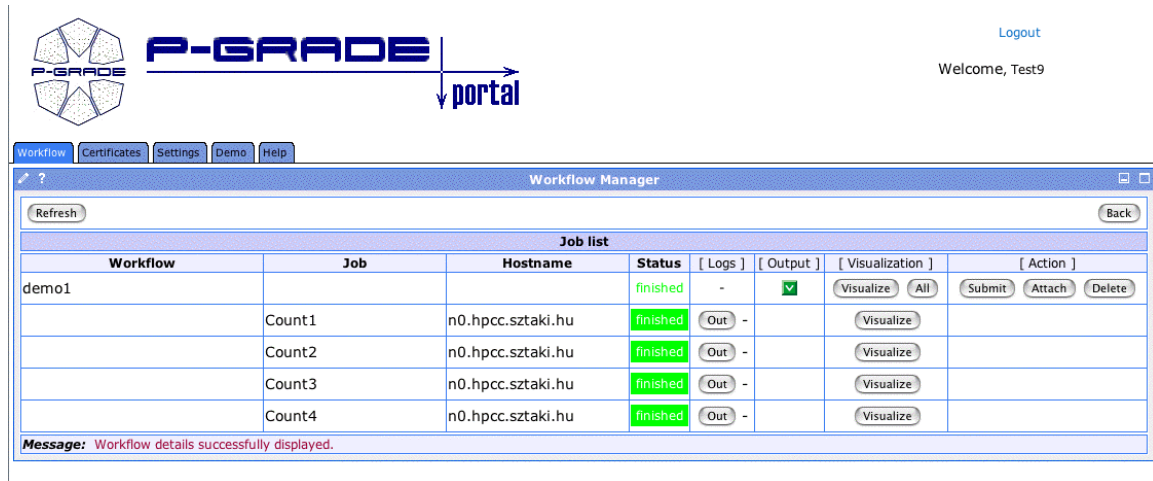 Logout
P-GRADE
P-GRADE
portal
Welcome, Test9
Workflow Certificates Settings Demo Help
? Workflow Manager
Refresh Back
Job list
Workflow Job Hostname Status [ Logs ] [ Output ] [ Visualization ] [ Action ]
demo1 finished - Visualize All Submit Attach Delete
Count1 n0.hpcc.sztaki.hu finished Out - Visualize
Count2 n0.hpcc.sztaki.hu finished Out - Visualize
Count3 n0.hpcc.sztaki.hu finished Out - Visualize
Count4 n0.hpcc.sztaki.hu finished Out - Visualize
Message: Workflow details successfully displayed.